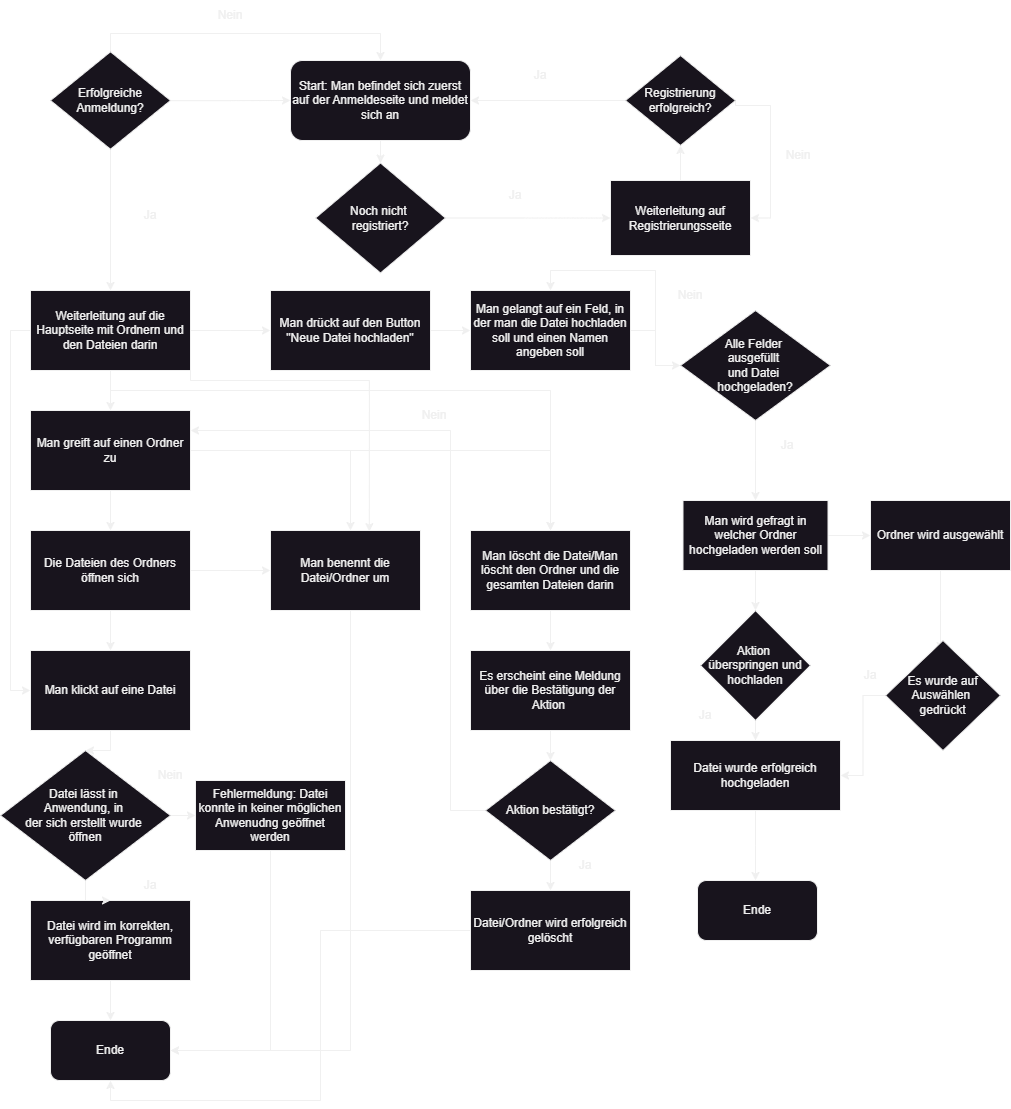 Nein
Erfolgreiche
Anmeldung?
Start: Man befindet sich zuerst
auf der Anmeldeseite und meldet
sich an
Ja
Registrierung
erfolgreich?
Nein
Ja
Noch nicht
registriert?
Ja
Weiterleitung auf
Registrierungsseite
Weiterleitung auf die
Hauptseite mit Ordnern und
den Dateien darin
Man drückt auf den Button
"Neue Datei hochladen"
Man gelangt auf ein Feld, in
der man die Datei hochladen
soll und einen Namen
angeben soll
Nein
Alle Felder
ausgefüllt
und Datei
hochgeladen?
Man greift auf einen Ordner
zu
Nein
Ja
Die Dateien des Ordners
öffnen sich
Man benennt die
Datei/Ordner um
Man löscht die Datei/Man
löscht den Ordner und die
gesamten Dateien darin
Man wird gefragt in
welcher Ordner
hochgeladen werden soll
Ordner wird ausgewählt
Man klickt auf eine Datei
Es erscheint eine Meldung
über die Bestätigung der
Aktion
Aktion
überspringen und
hochladen
Ja
Es wurde auf
Auswählen
gedrückt
Ja
Datei lässt in
Anwendung, in
der sich erstellt wurde
öffnen
Nein
Fehlermeldung: Datei
konnte in keiner möglichen
Anwenudng geöffnet
werden
Aktion bestätigt?
Datei wurde erfolgreich
hochgeladen
Ja
Ja
Datei wird im korrekten,
verfügbaren Programm
geöffnet
Datei/Ordner wird erfolgreich
gelöscht
Ende
Ende